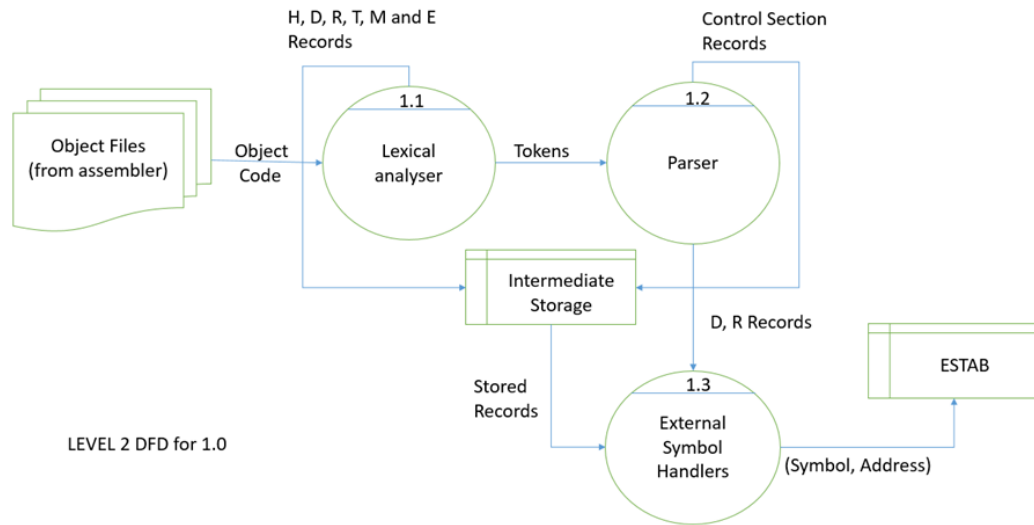 H, D, R, T, M and E
Records
Control Section
Records
1.1
1.2
Object Files
(from assembler)
Object
Code
Lexical
analyser
Tokens
Parser
Intermediate
Storage
D, R Records
ESTAB
Stored
Records
1.3
External
Symbol
Handlers
(Symbol, Address)
LEVEL 2 DFD for 1.0